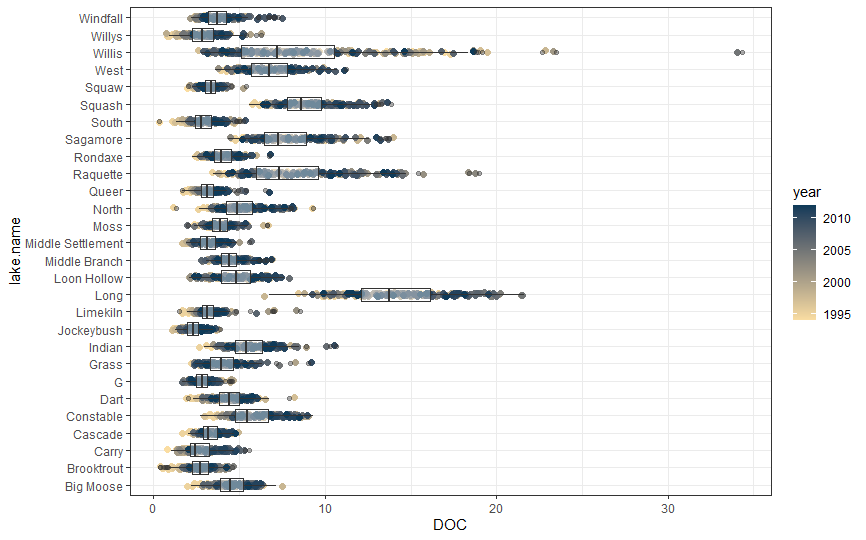 Windfall
Willys
Willis
West
Squaw
Squash
South
Sagamore
Rondaxe
Raquette
Queer
North
Moss
Middle Settlement
Middle Branch
Loon Hollow
Long
Limekiln
Jockeybush
Indian
Grass
G
Dart
Constable
Cascade
Carry
Brooktrout
Big Moose
lake.name
0 10 20 30
DOC
year
2010
2005
2000
1995